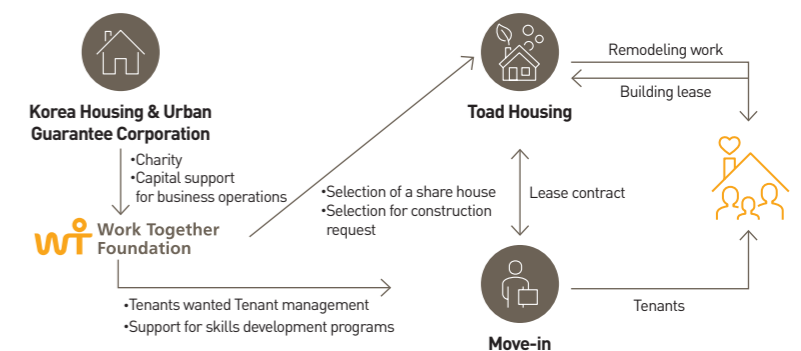 Korea Housing & Urban
Guarantee Corporation
•Charity
•Capital support
for business operations
Work Together
Foundation
•Tenants wanted Tenant management
•Support for skills development programs
•Selection of a share house
•Selection for construction
request
Toad Housing
Lease contract
Move-in
Remodeling work
Building lease
Tenants